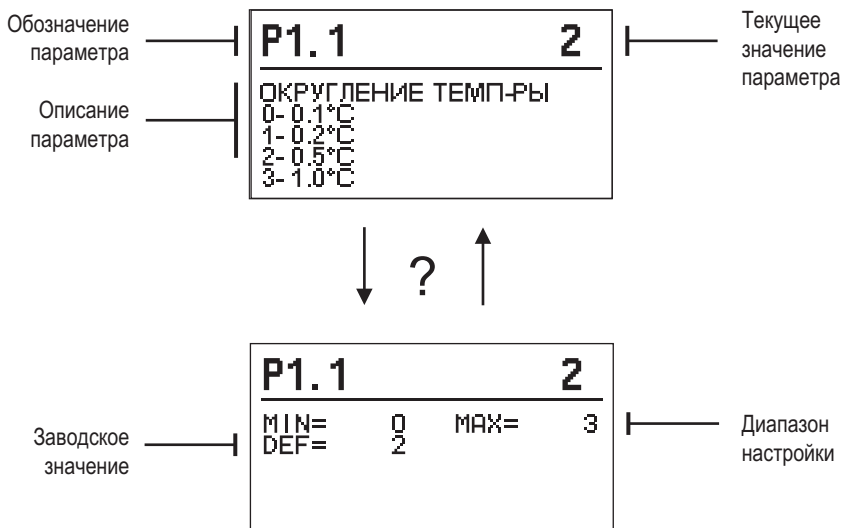 Обозначение
параметра
P1.1 2
Текущее
значение
параметра
Описание
параметра
ОКРУГЛЕНИЕ ТЕМП-РЫ
0- 0.1°C
1- 0.2°C
2- 0.5°C
3- 1.0°C
?
P1.1 2
Заводское
значение
MIN= 0 MAX= 3
DEF= 2
Диапазон
настройки